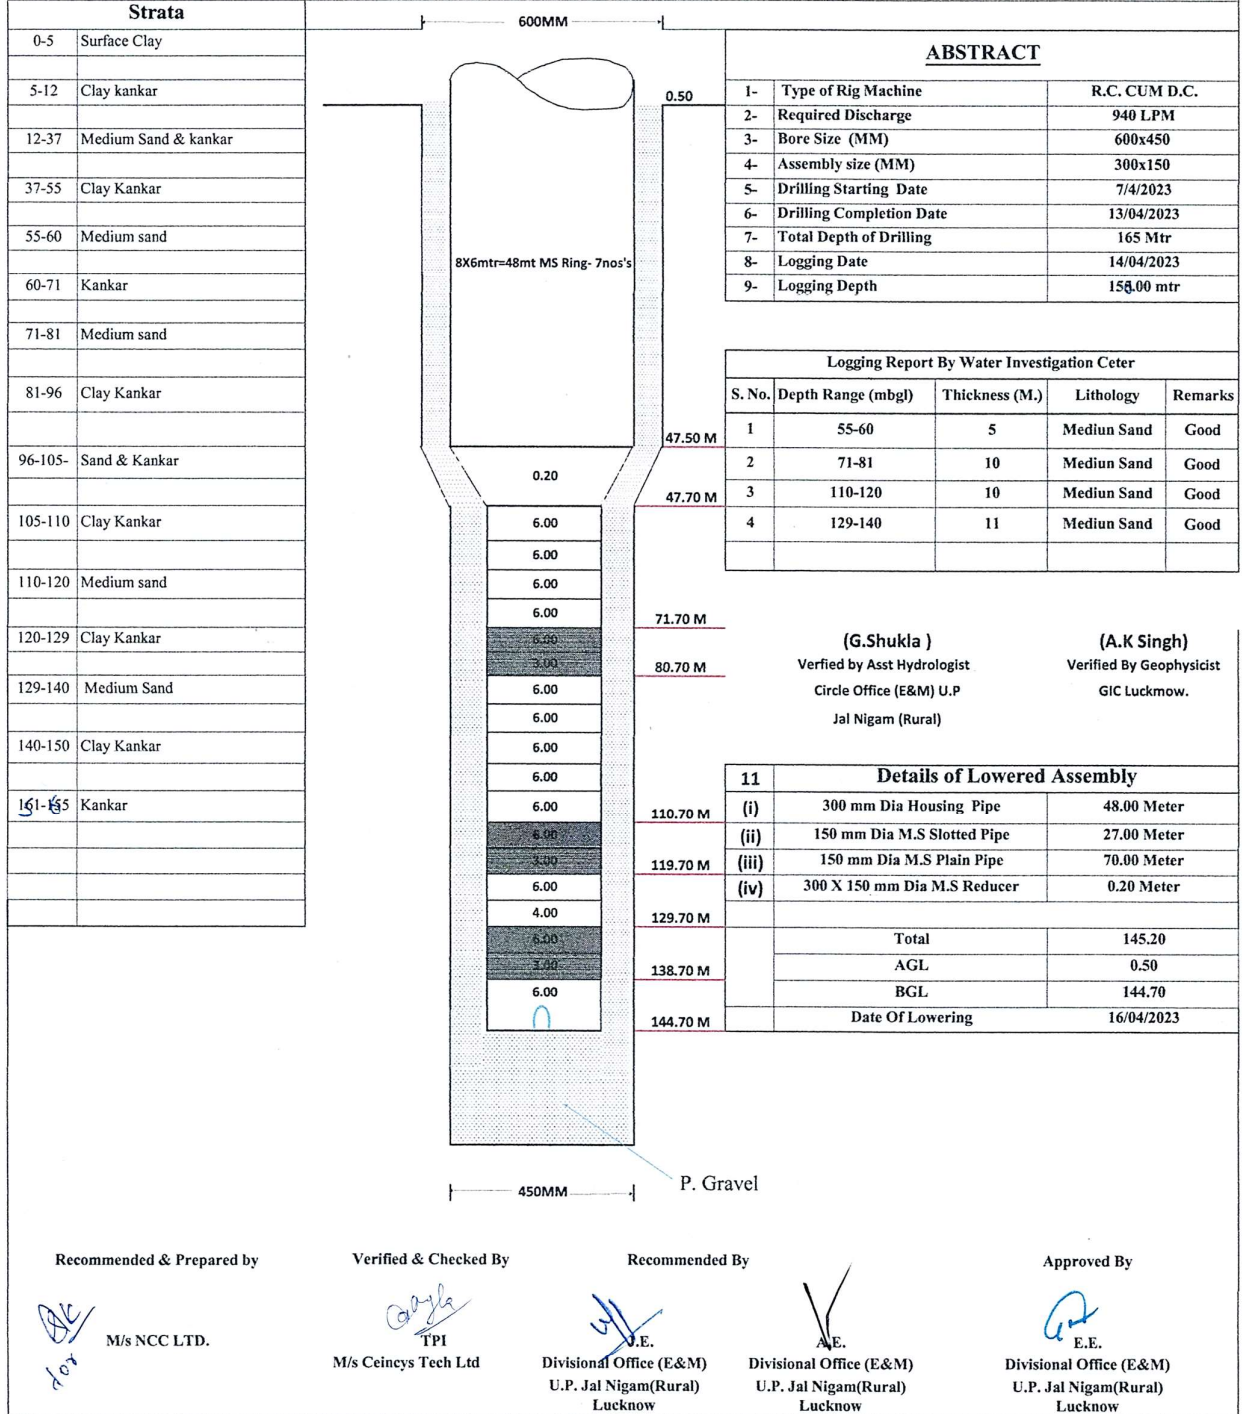 Strata
0-5 Surface Clay
5-12 Clay kankar
12-37 Medium Sand & kankar
37-55 Clay Kankar
55-60 Medium sand
60-71 Kankar
71-81 Medium sand
81-96 Clay Kankar
96-105- Sand & Kankar
105-110 Clay Kankar
110-120 Medium sand
120-129 Clay Kankar
129-140 Medium Sand
140-150 Clay Kankar
Kankar
600MM
0.50
8X6mtr=48mt MS Ring- 7nos's
47.50 M
0.20
47.70 M
6.00
6.00
6.00
6.00
71.70 M
6.00
3.00
80.70 M
6.00
6.00
6.00
6.00
6.00
110.70 M
6.00
3.00
119.70 M
6.00
4.00
129.70 M
6.00
3.00
138.70 M
6.00
144.70 M
P. Gravel
450MM
ABSTRACT
1- Type of Rig Machine R.C. CUM D.C.
2- Required Discharge 940 LPM
3- Bore Size (MM) 600x450
4- Assembly size (MM) 300x150
5- Drilling Starting Date 7/4/2023
6- Drilling Completion Date 13/04/2023
7- Total Depth of Drilling 165 Mtr
8- Logging Date 14/04/2023
9- Logging Depth mtr
Logging Report By Water Investigation Ceter
S. No. Depth Range (mbgl) Thickness (M.) Lithology Remarks
1 55-60 5 Mediun Sand Good
2 71-81 10 Mediun Sand Good
3 110-120 10 Mediun Sand Good
4 129-140 11 Mediun Sand Good
(G.Shukla )
Verfied by Asst Hydrologist
Circle Office (E&M) U.P
Jal Nigam (Rural)
(A.K Singh)
Verified By Geophysicist
GIC Luckmow.
11 Details of Lowered Assembly
(i) 300 mm Dia Housing Pipe 48.00 Meter
(ii) 150 mm Dia M.S Slotted Pipe 27.00 Meter
(iii) 150 mm Dia M.S Plain Pipe 70.00 Meter
(iv) 300 X 150 mm Dia M.S Reducer 0.20 Meter
Total 145.20
AGL 0.50
BGL 144.70
Date Of Lowering 16/04/2023
Recommended & Prepared by
for
M/s NCC LTD.
Verified & Checked By
TPI
M/s Ceincys Tech Ltd
Recommended By
J.E.
Divisional Office (E&M)
U.P. Jal Nigam(Rural)
Lucknow
A.E.
Divisional Office (E&M)
U.P. Jal Nigam(Rural)
Lucknow
Approved By
E.E.
Divisional Office (E&M)
U.P. Jal Nigam(Rural)
Lucknow